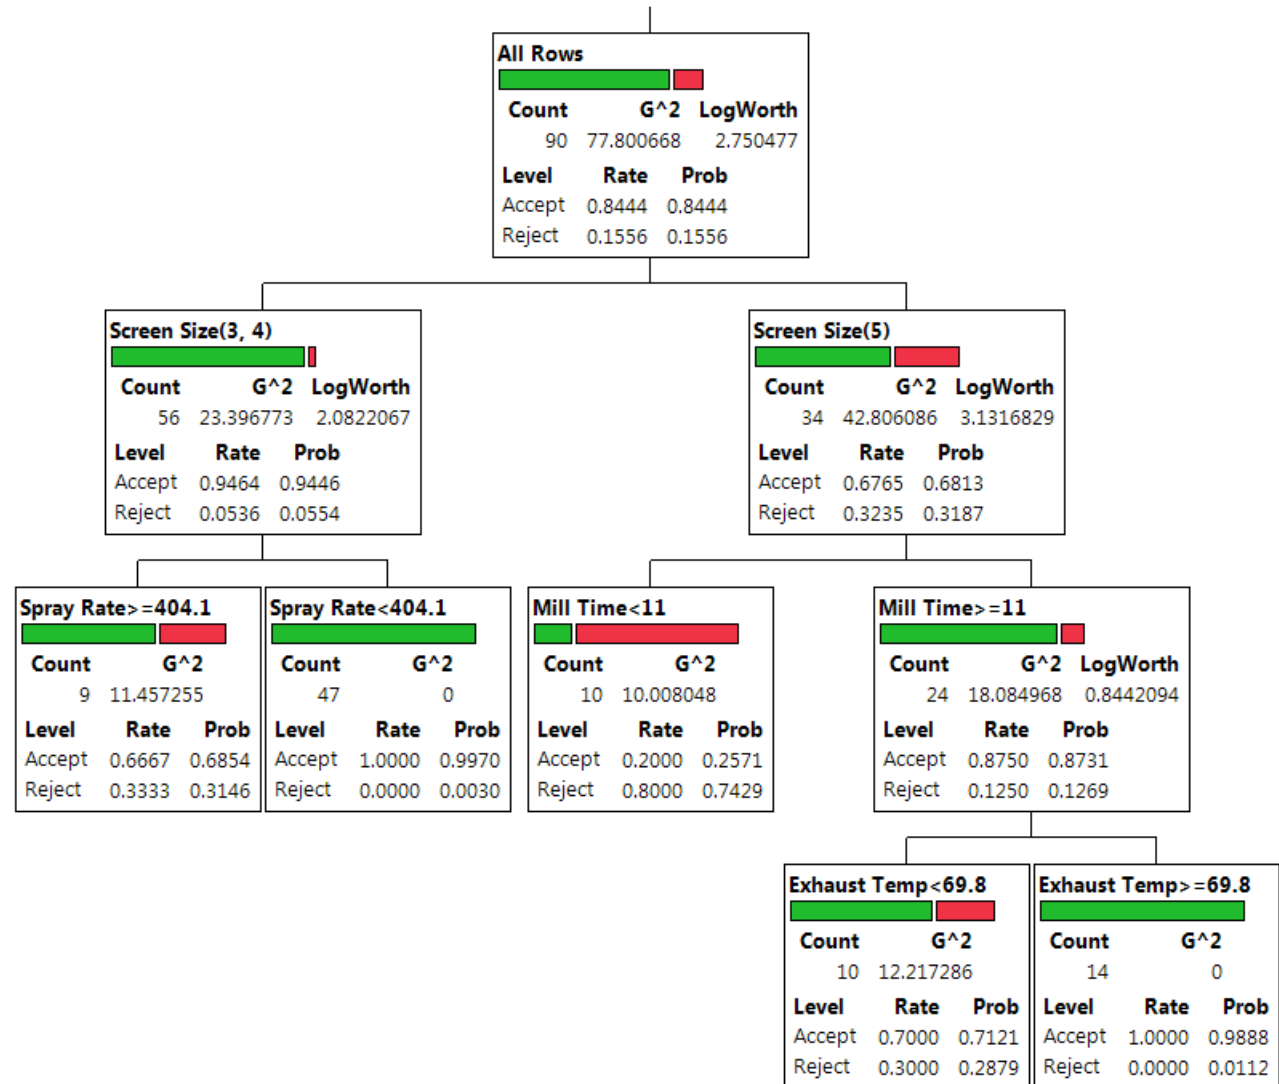 All Rows
Count G^2 LogWorth
90 77.800668 2.750477
Level Rate Prob
Accept 0.8444 0.8444
Reject 0.1556 0.1556
Screen Size(3, 4)
Count G^2 LogWorth
56 23.396773 2.0822067
Level Rate Prob
Accept 0.9464 0.9446
Reject 0.0536 0.0554
Screen Size(5)
Count G^2 LogWorth
34 42.806086 3.1316829
Level Rate Prob
Accept 0.6765 0.6813
Reject 0.3235 0.3187
Spray Rate>=404.1
Count G^2
9 11.457255
Level Rate Prob
Accept 0.6667 0.6854
Reject 0.3333 0.3146
Spray Rate<404.1
Count G^2
47 0
Level Rate Prob
Accept 1.0000 0.9970
Reject 0.0000 0.0030
Mill Time<11
Count G^2
10 10.008048
Level Rate Prob
Accept 0.2000 0.2571
Reject 0.8000 0.7429
Mill Time>=11
Count G^2 LogWorth
24 18.084968 0.8442094
Level Rate Prob
Accept 0.8750 0.8731
Reject 0.1250 0.1269
Exhaust Temp<69.8
Count G^2
10 12.217286
Level Rate Prob
Accept 0.7000 0.7121
Reject 0.3000 0.2879
Exhaust Temp>=69.8
Count G^2
14 0
Level Rate Prob
Accept 1.0000 0.9888
Reject 0.0000 0.0112